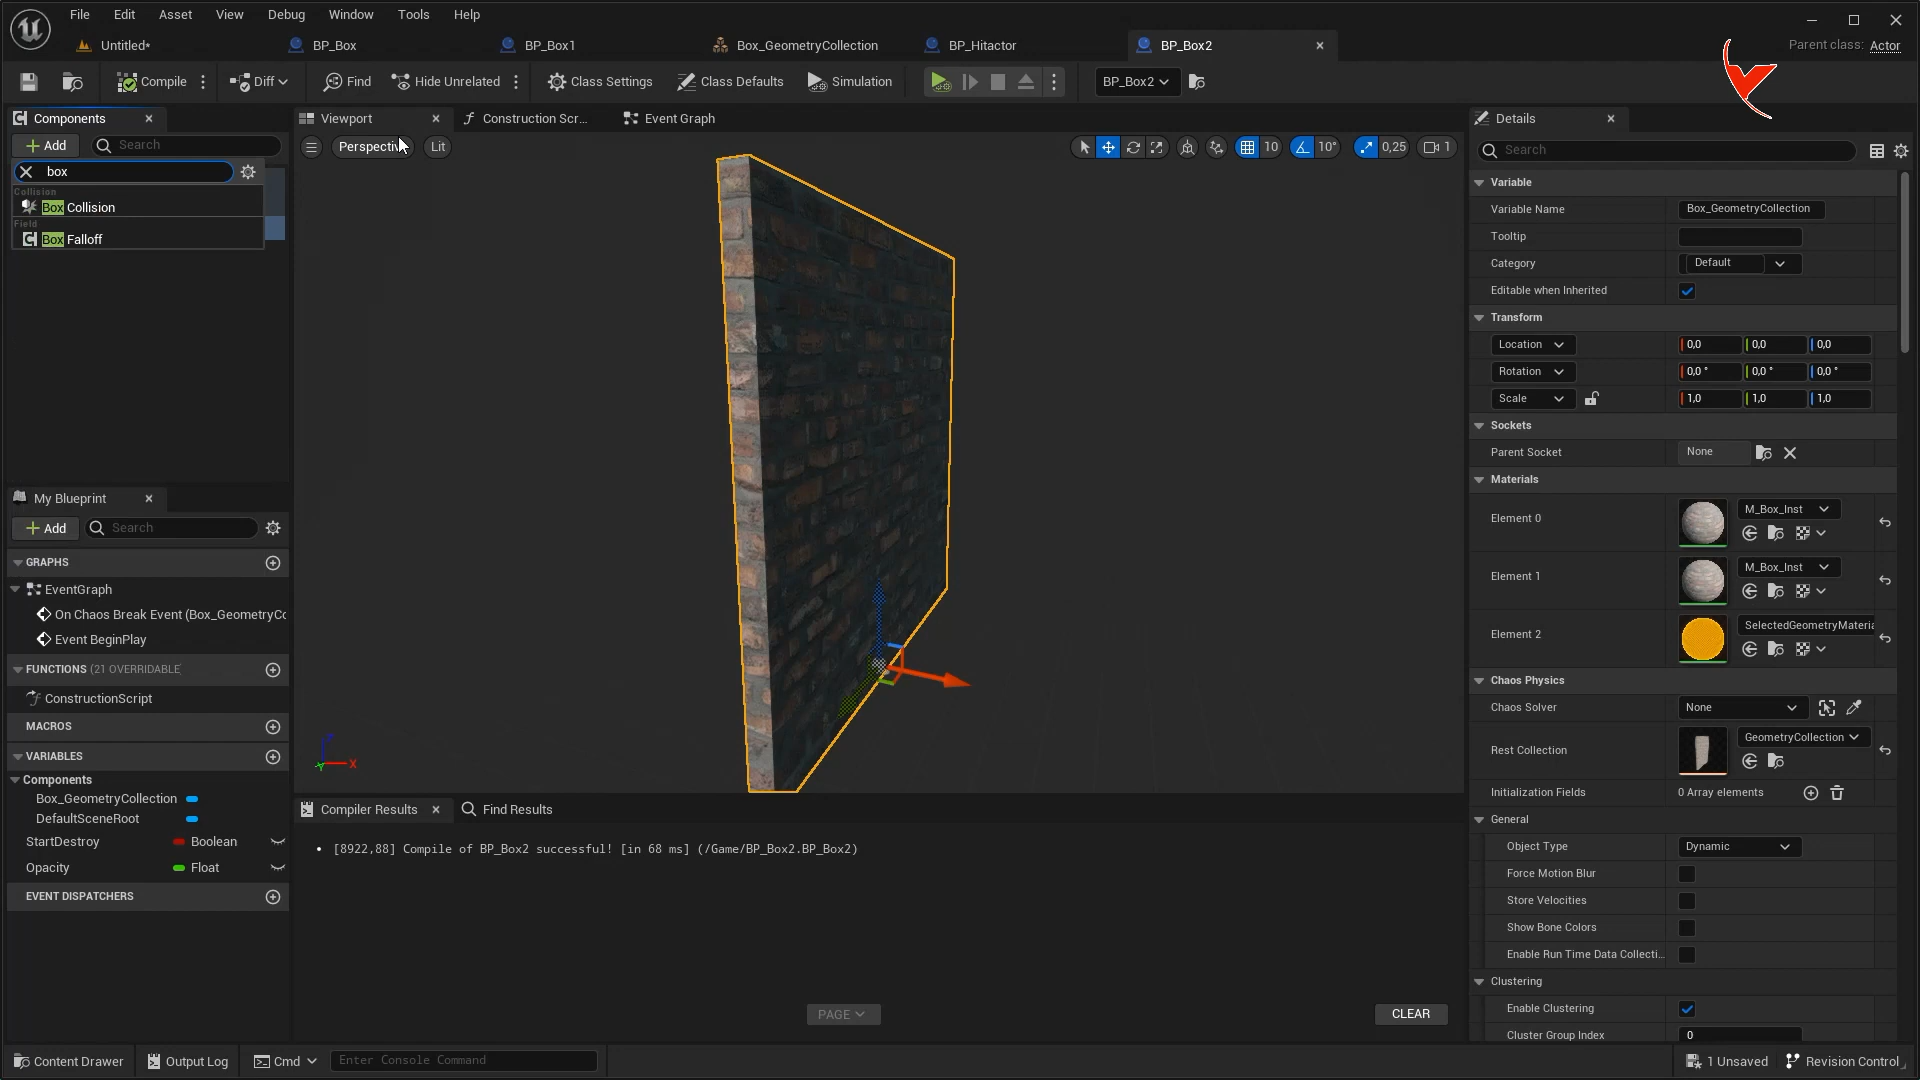 File Edit Asset View Debug Window Tools Help
Untitled* BP_Box BP_Box1 Box_GeometryCollection BP_Hitactor BP_Box2 Parent class: Actor
Compile Diff Find Hide Unrelated Class Settings Class Defaults Simulation BP_Box2
Components
Add Search
box
Collision
Box Collision
Field
Box Falloff
Viewport Construction Scr... Event Graph
Perspectiv Lit 10 10° 0,25 1
My Blueprint
Add Search
GRAPHS
EventGraph
On Chaos Break Event (Box_GeometryCo
Event BeginPlay
FUNCTIONS (21 OVERRIDABLE
ConstructionScript
MACROS
VARIABLES
Components
Box_GeometryCollection
DefaultSceneRoot
StartDestroy Boolean
Opacity Float
EVENT DISPATCHERS
X
Compiler Results Find Results
• [8922,88] Compile of BP_Box2 successful! [in 68 ms] (/Game/BP_Box2.BP_Box2)
PAGE CLEAR
Details
Search
Variable
Variable Name Box_GeometryCollection
Tooltip
Category Default
Editable when Inherited
Transform
Location 0,0 0,0 0,0
Rotation 0,0 ° 0,0 ° 0,0 °
Scale 1,0 1,0 1,0
Sockets
Parent Socket None
Materials
Element 0 M_Box_Inst
Element 1 M_Box_Inst
Element 2 SelectedGeometryMateria
Chaos Physics
Chaos Solver None
Rest Collection GeometryCollection
Initialization Fields 0 Array elements
General
Object Type Dynamic
Force Motion Blur
Store Velocities
Show Bone Colors
Enable Run Time Data Collecti...
Clustering
Enable Clustering
Cluster Group Index 0
Content Drawer Output Log Cmd Enter Console Command 1 Unsaved Revision Control